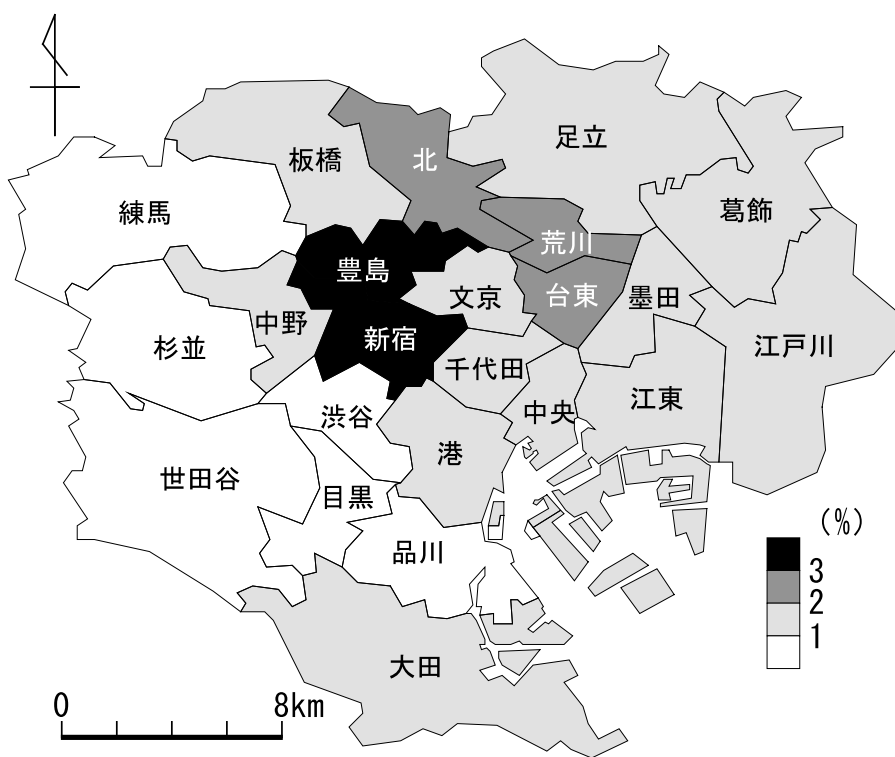 足立
板橋
北
葛飾
練馬
荒川
豊島
台東
文京
墨田
中野
新宿
杉並
江戸川
千代田
江東
中央
渋谷
港
世田谷
目黒
(%)
品川
3
2
1
大田
0 8km